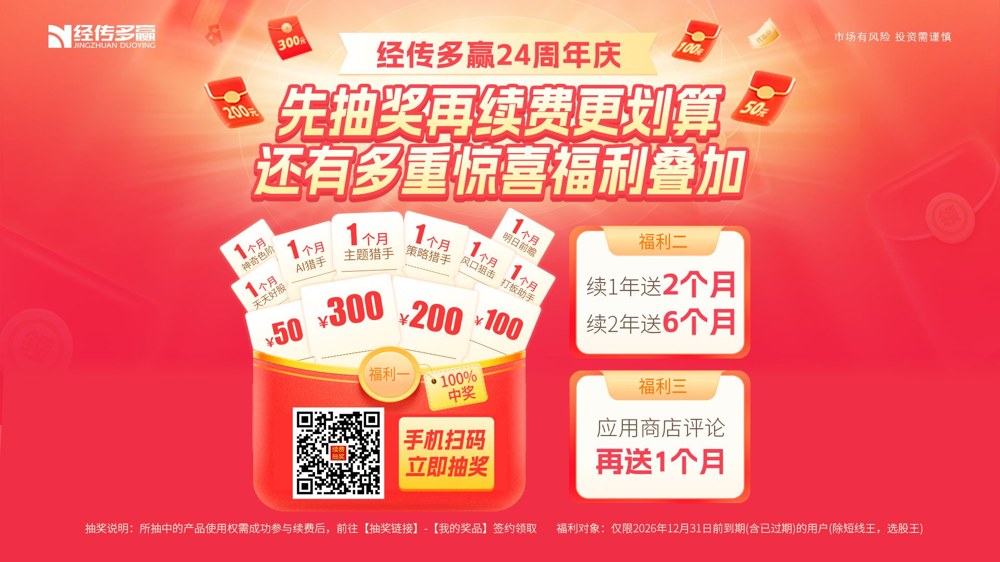 经传多赢
JINGZHUAN DUOYING
市场有风险 投资需谨慎
300元
100元
200元
50元
经传多赢24周年庆
先抽奖再续费更划算
还有多重惊喜福利叠加
1个月
神奇色阶
1个月
AI猎手
1个月
主题猎手
1个月
策略猎手
1个月
风口狙击
1个月
明日前瞻
1个月
天天好股
1个月
打板助手
¥50
¥300
¥200
¥100
福利一
100%
中奖
续费
抽奖
手机扫码
立即抽奖
福利二
续1年送2个月
续2年送6个月
福利三
应用商店评论
再送1个月
领
领
抽奖说明：所抽中的产品使用权需成功参与续费后，前往【抽奖链接】-【我的奖品】签约领取
福利对象：仅限2026年12月31日前到期(含已过期)的用户(除短线王，选股王)